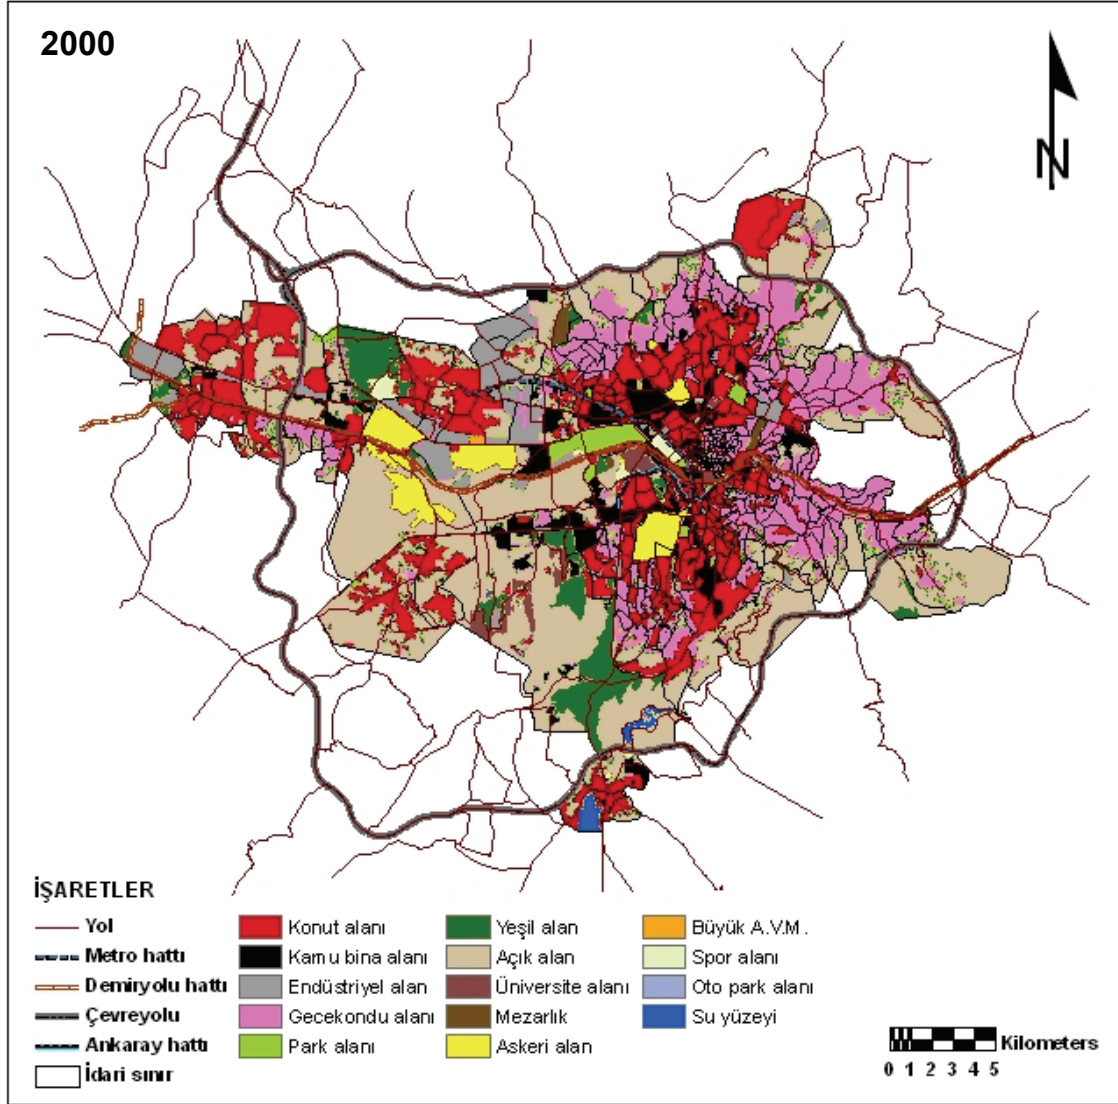 2000
N
İŞARETLER
Yol
Metro hattı
Demiryolu hattı
Çevreyolu
Ankaray hattı
İdari sınır
Konut alanı
Kamu bina alanı
Endüstriyel alan
Gecekondu alanı
Park alanı
Yeşil alan
Açık alan
Üniversite alanı
Mezarlık
Askeri alan
Büyük A.V.M.
Spor alanı
Oto park alanı
Su yüzeyi
Kilometers
0 1 2 3 4 5